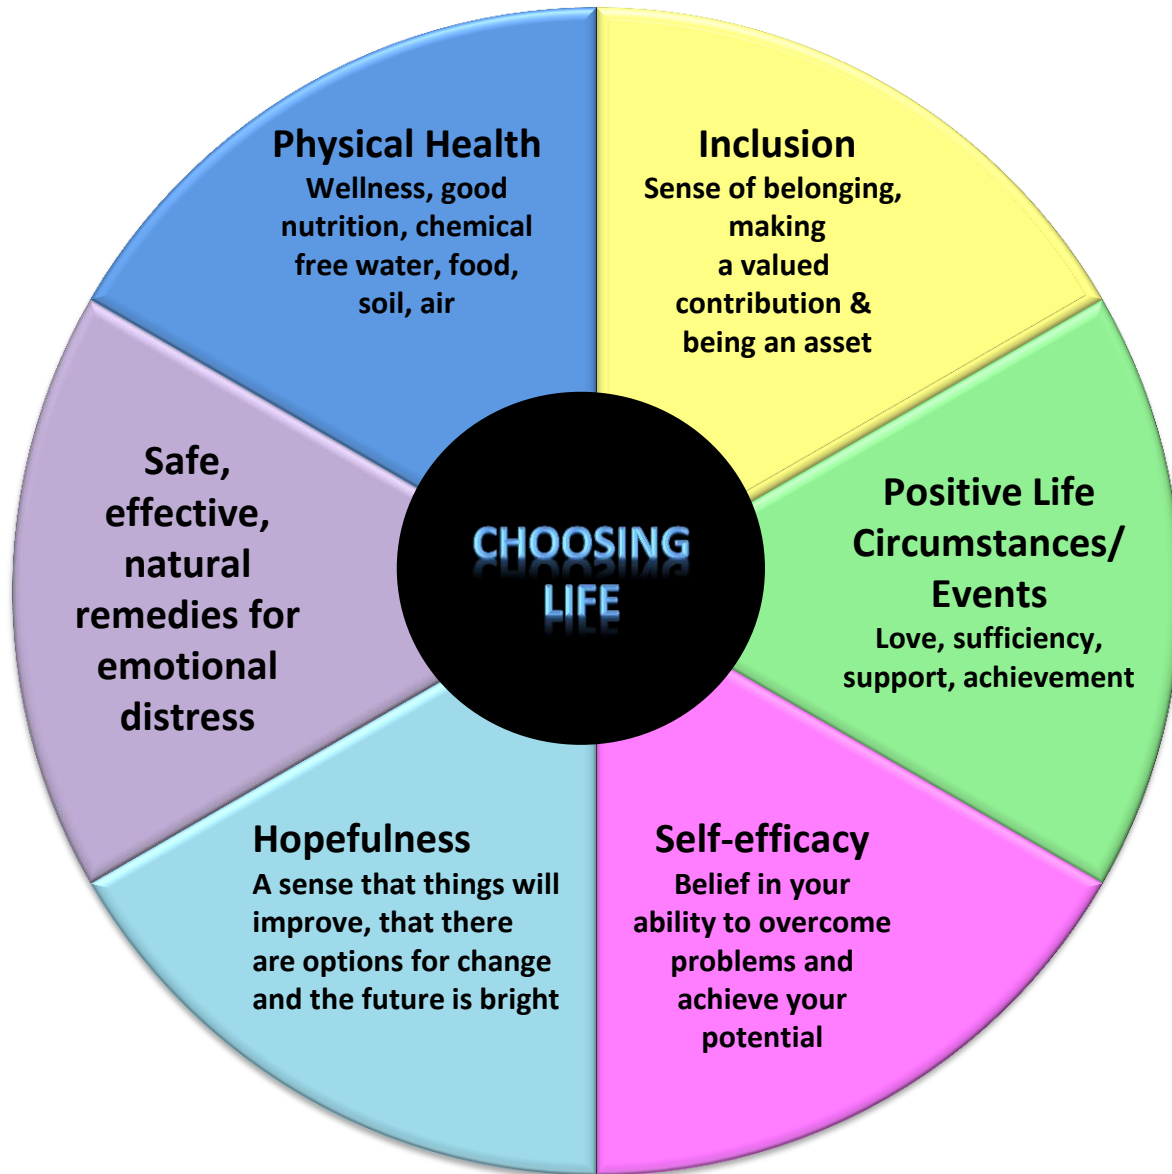 Physical Health
Wellness, good
nutrition, chemical
free water, food,
soil, air
Inclusion
Sense of belonging,
making
a valued
contribution &
being an asset
Positive Life
Circumstances/
Events
Love, sufficiency,
support, achievement
Self-efficacy
Belief in your
ability to overcome
problems and
achieve your
potential
Hopefulness
A sense that things will
improve, that there
are options for change
and the future is bright
Safe,
effective,
natural
remedies for
emotional
distress
CHOOSING
LIFE